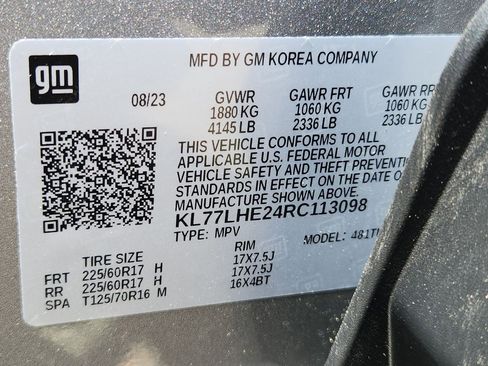 gm
MFD BY GM KOREA COMPANY
08/23 GVWR GAWR FRT GAWR RR
1880 KG 1060 KG 1060 KG
4145 LB 2336 LB 2336 LB
THIS VEHICLE CONFORMS TO ALL
APPLICABLE U.S. FEDERAL MOTOR
VEHICLE SAFETY AND THEFT PREVENTI
IN EFFECT ON THE DATE O
MANUFACTURE SHOWN ABOVE.
KL77LHE24RC113098
TYPE: MPV MODEL:
TIRE SIZE RIM
FRT 225/60R17 H 17X7.5J
RR 225/60R17 H 17X7.5J
SPA T125/70R16 M 16X4BT